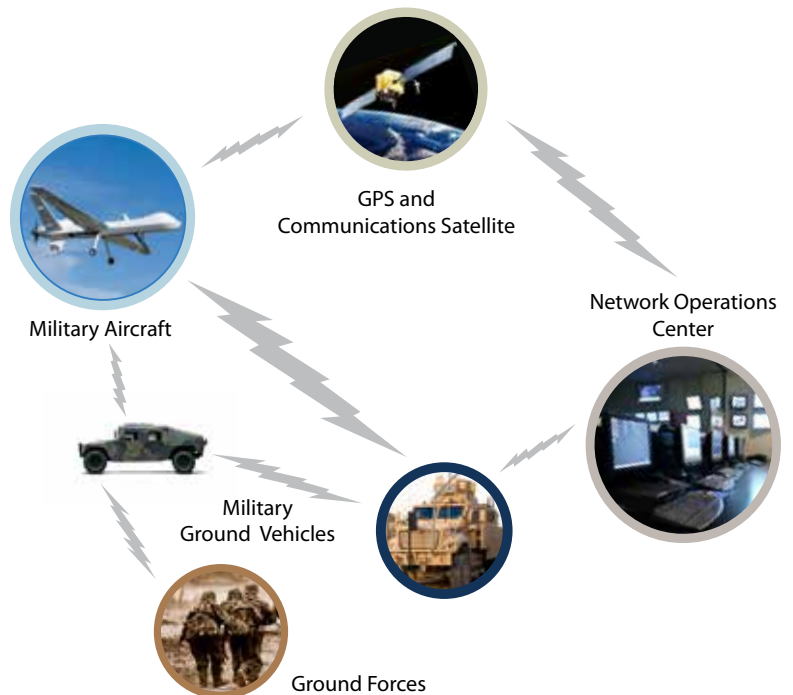 GPS and
Communications Satellite
Network Operations
Center
Military Aircraft
Military
Ground Vehicles
Ground Forces